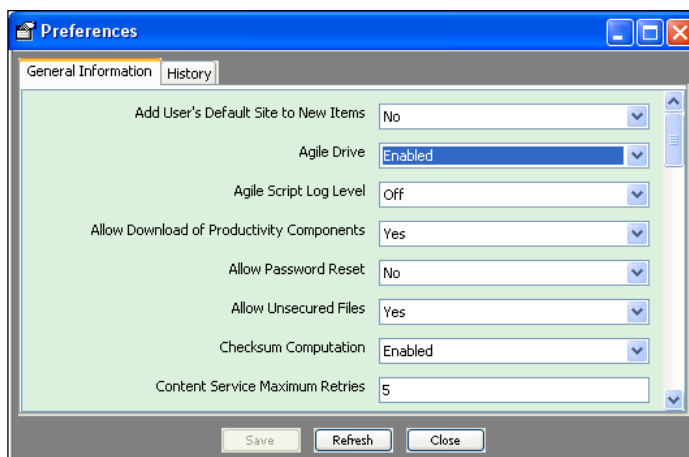 Preferences
General Information History
Add User's Default Site to New Items No
Agile Drive Enabled
Agile Script Log Level Off
Allow Download of Productivity Components Yes
Allow Password Reset No
Allow Unsecured Files Yes
Checksum Computation Enabled
Content Service Maximum Retries 5
Save Refresh Close